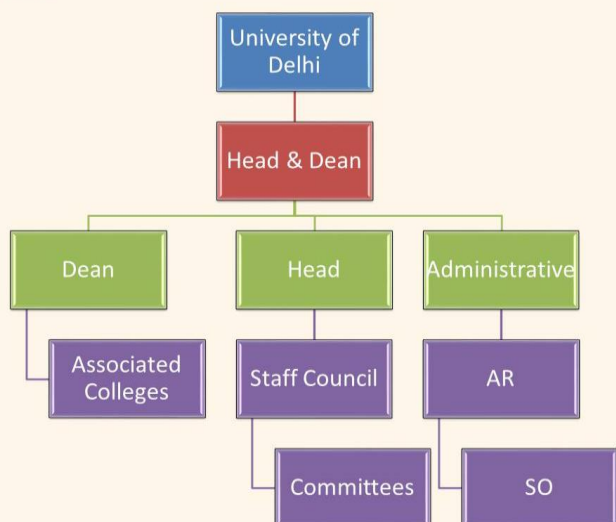 University of
Delhi
Head & Dean
Dean
Head
Administrative
Associated
Colleges
Staff Council
AR
Committees
SO